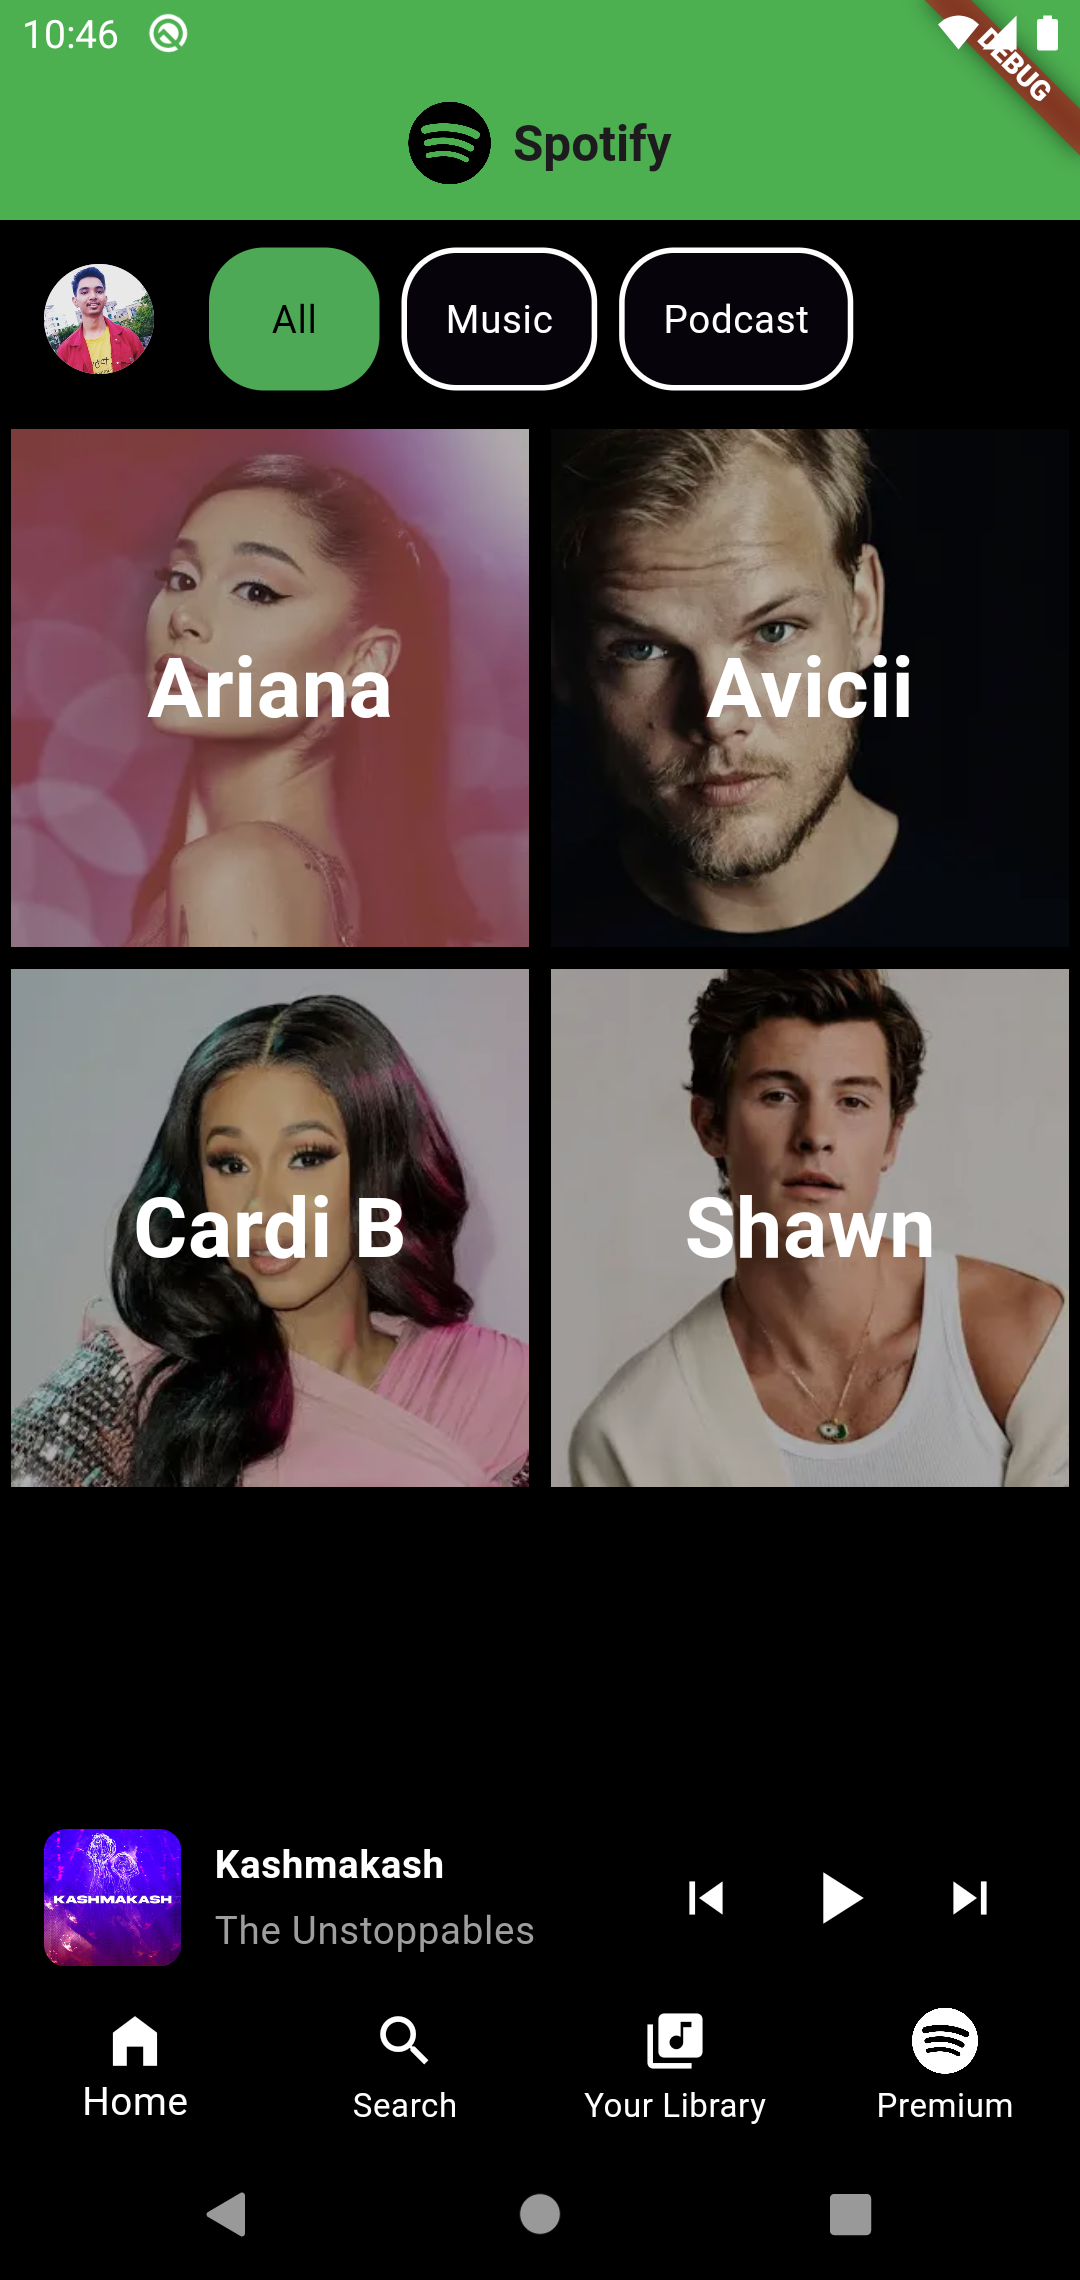 10:46
DEBUG
Spotify
All
Music
Podcast
Ariana
Avicii
Cardi B
Shawn
KASHMAKASH
Kashmakash
The Unstoppables
Home
Search
Your Library
Premium